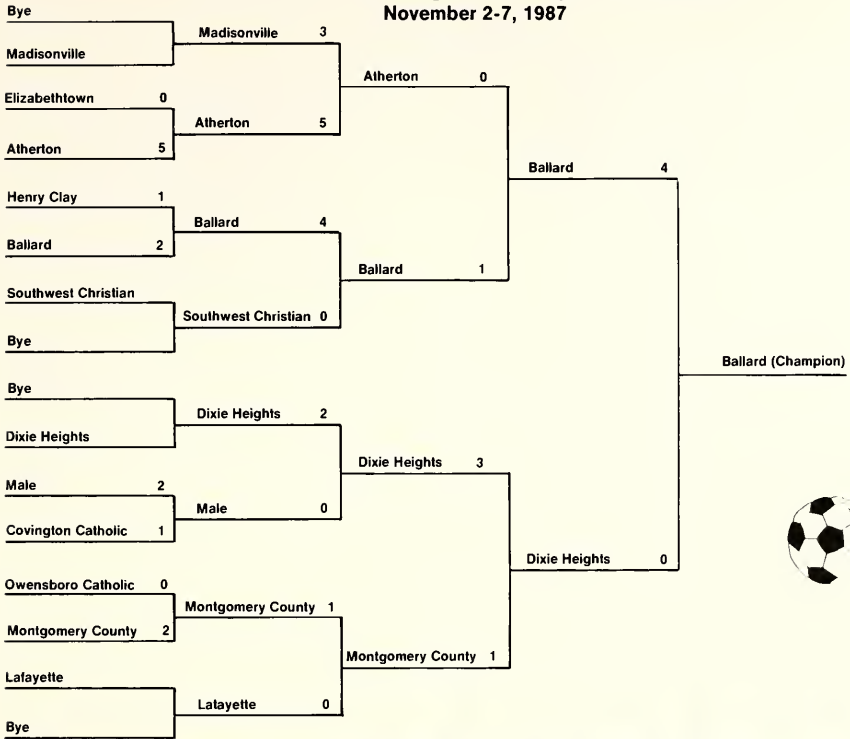 November 2-7, 1987
Bye
Madisonville
Elizabethtown 0
Atherton 5
Henry Clay 1
Ballard 2
Southwest Christian
Bye
Bye
Dixie Heights
Male 2
Covington Catholic 1
Owensboro Catholic 0
Montgomery County 2
Lafayette
Bye
Madisonville 3
Atherton 5
Ballard 4
Southwest Christian 0
Dixie Heights 2
Male 0
Montgomery County 1
Latayette 0
Atherton 0
Ballard 1
Dixie Heights 3
Montgomery County 1
Ballard 4
Dixie Heights 0
Ballard (Champion)